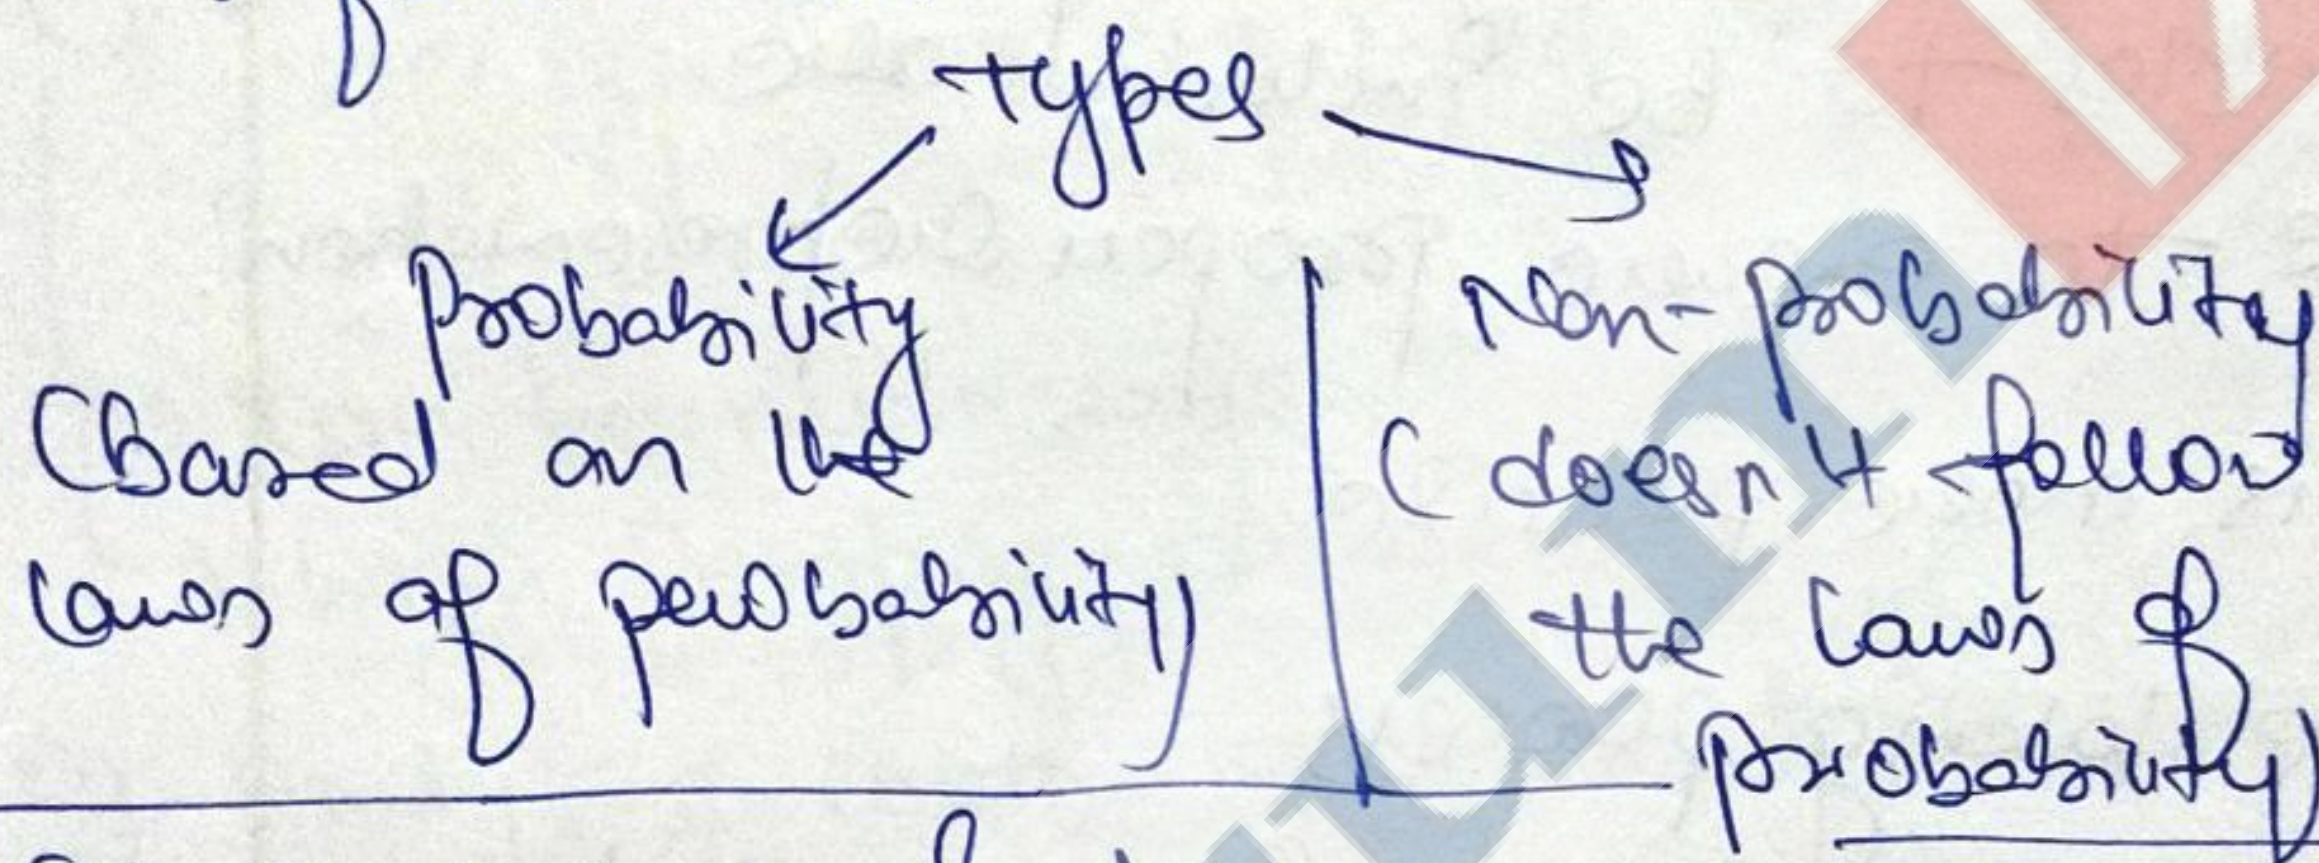 Types
Probability
(based on the
laws of probability)
Non-probability
(doesn't follow
the laws of
probability)